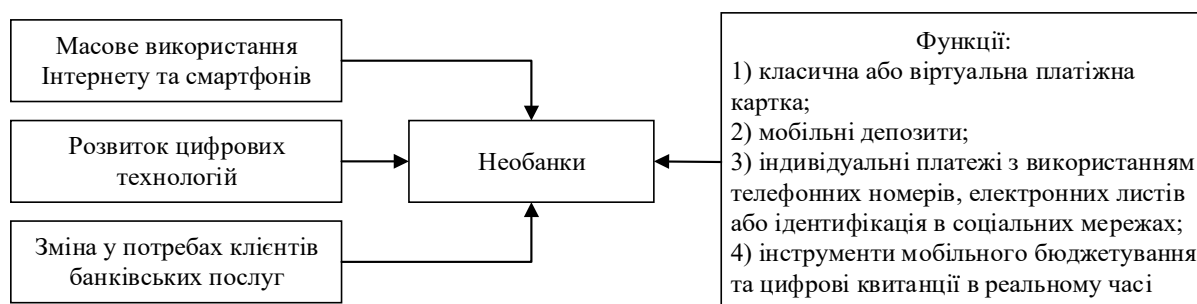 Масове використання
Інтернету та смартфонів
Розвиток цифрових
технологій
Зміна у потребах клієнтів
банківських послуг
Необанки
Функції:
1) класична або віртуальна платіжна
картка;
2) мобільні депозити;
3) індивідуальні платежі з використанням
телефонних номерів, електронних листів
або ідентифікація в соціальних мережах;
4) інструменти мобільного бюджетування
та цифрові квитанції в реальному часі